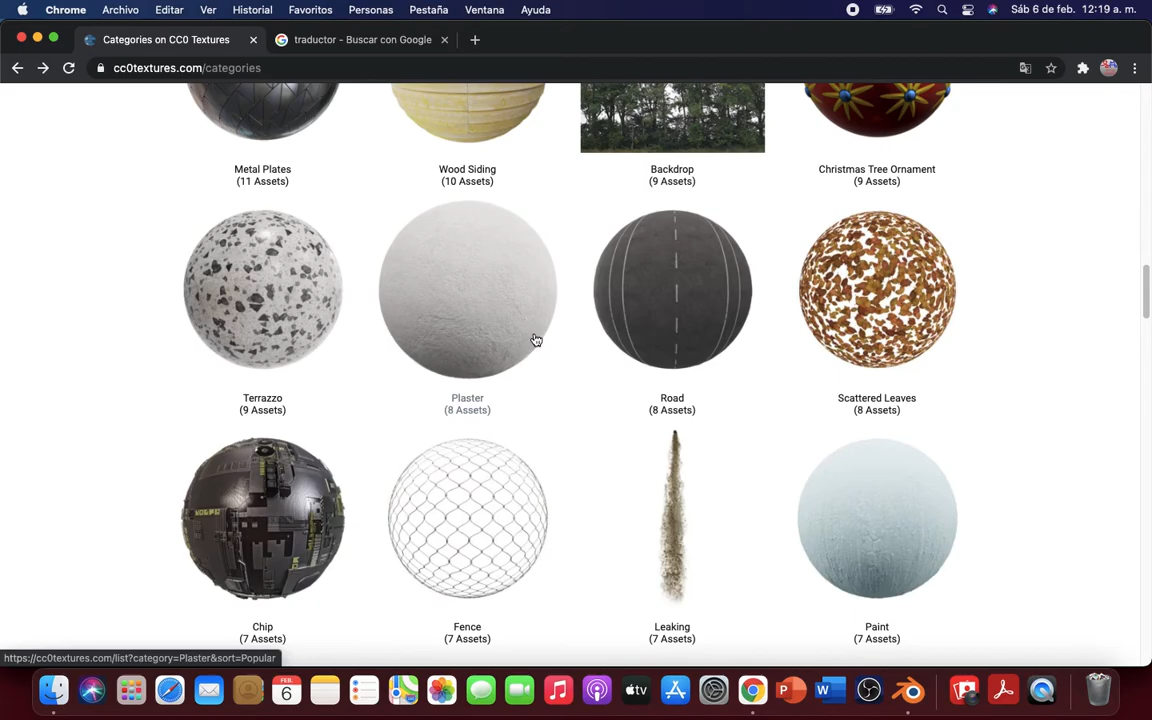 Chrome Archivo Editar Ver Historial Favoritos Personas Pestaña Ventana Ayuda Sáb 6 de feb. 12:19 a. m.
Categories on CC0 Textures traductor - Buscar con Google
cc0textures.com/categories
Metal Plates Wood Siding Backdrop Christmas Tree Ornament
(11 Assets) (10 Assets) (9 Assets) (9 Assets)
Terrazzo Plaster Road Scattered Leaves
(9 Assets) (8 Assets) (8 Assets) (8 Assets)
Chip Fence Leaking Paint
(7 Assets) (7 Assets) (7 Assets) (7 Assets)
https://cc0textures.com/list?category=Plaster&sort=Popular
FEB.
6
tv